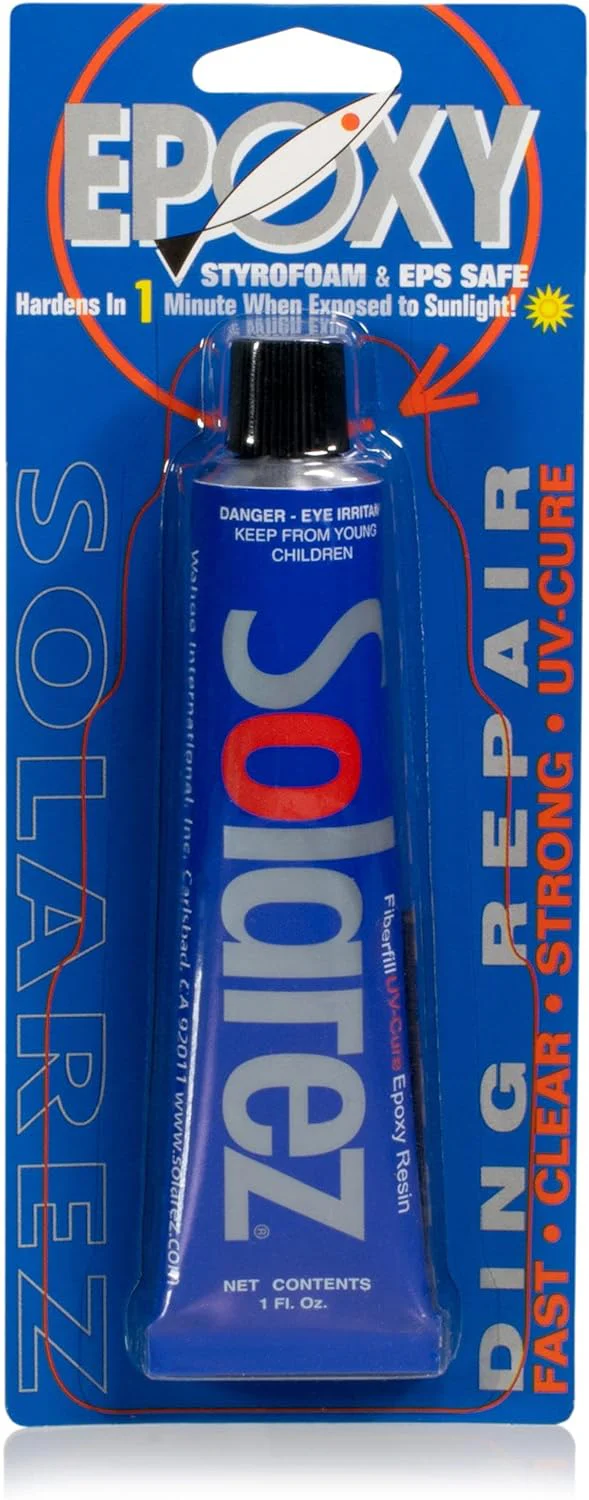 EPOXY
STYROFOAM & EPS SAFE
Hardens In 1 Minute When Exposed to Sunlight!
SOLAREZ
DANGER - EYE IRRITAN
KEEP FROM YOUNG
CHILDREN
Wahoo International, Inc. Carlsbad, CA 92011 www.solarez.com
Solarez®
Fiberfill UV-Cure Epoxy Resin
NET CONTENTS
1 Fl. Oz.
DING REPAIR
FAST • CLEAR • STRONG • UV-CURE